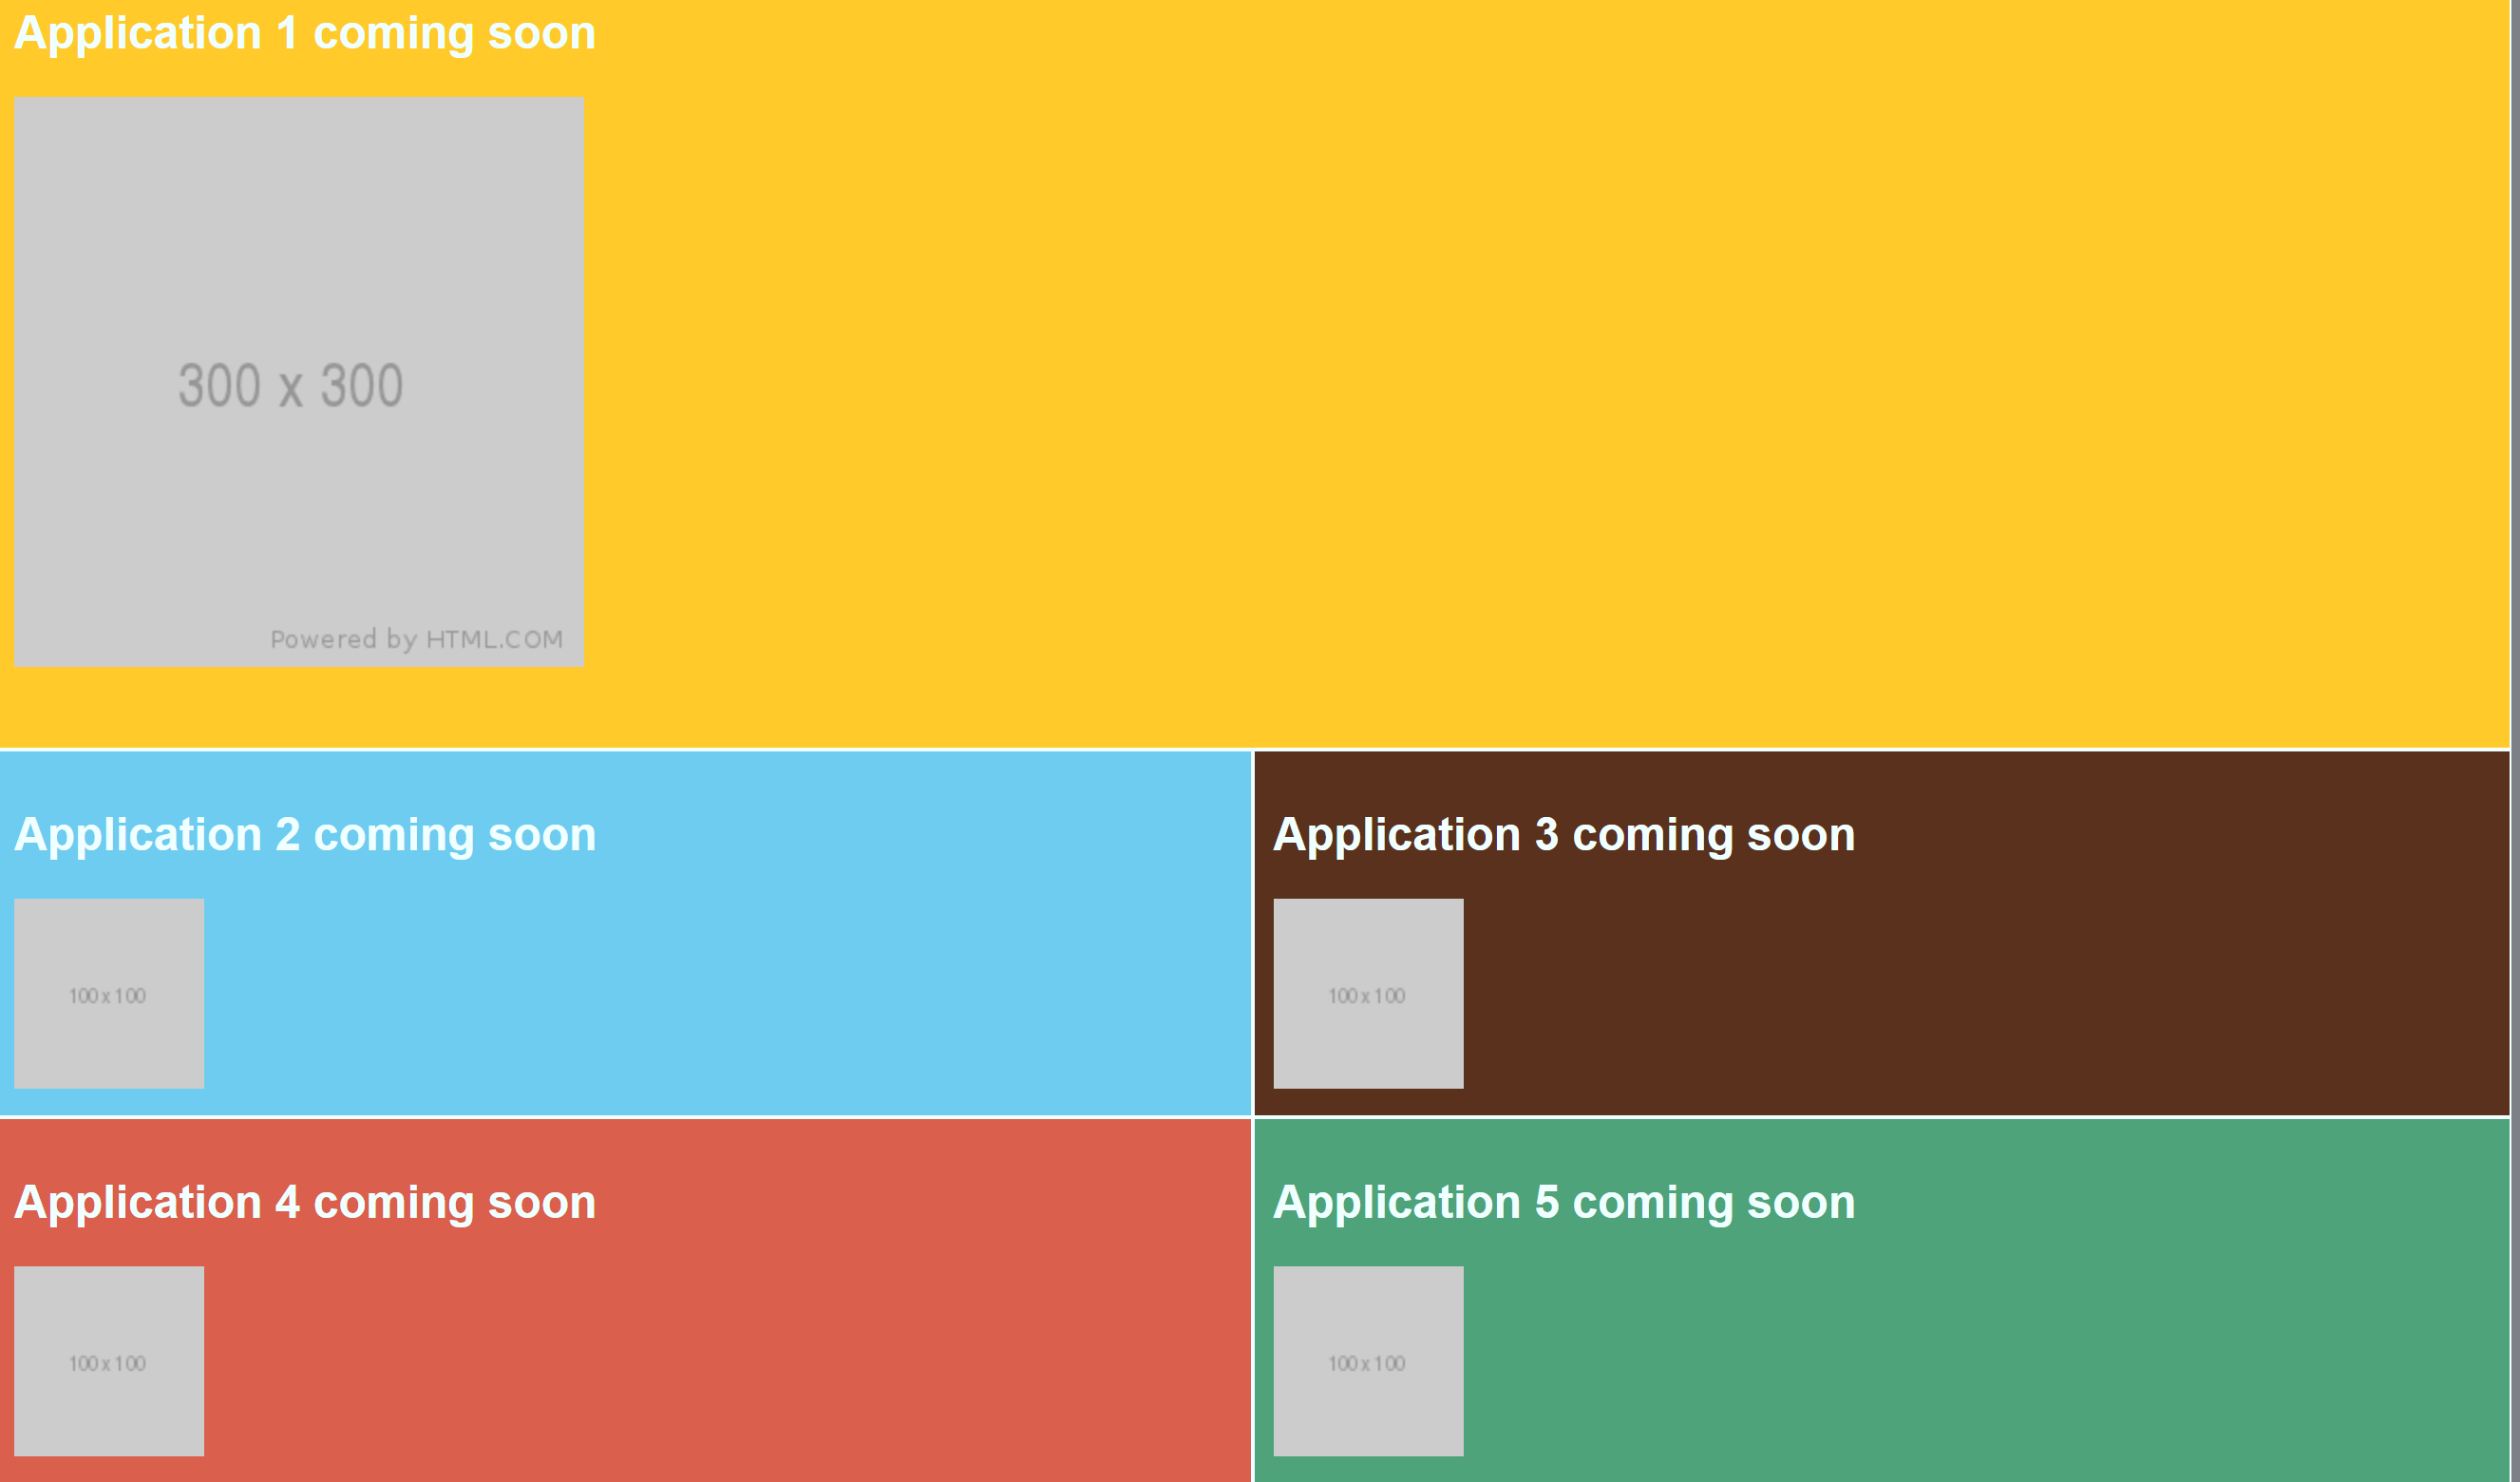 Application 1 coming soon
300 x 300
Powered by HTML.COM
Application 2 coming soon
100 x 100
Application 3 coming soon
100 x 100
Application 4 coming soon
100 x 100
Application 5 coming soon
100 x 100